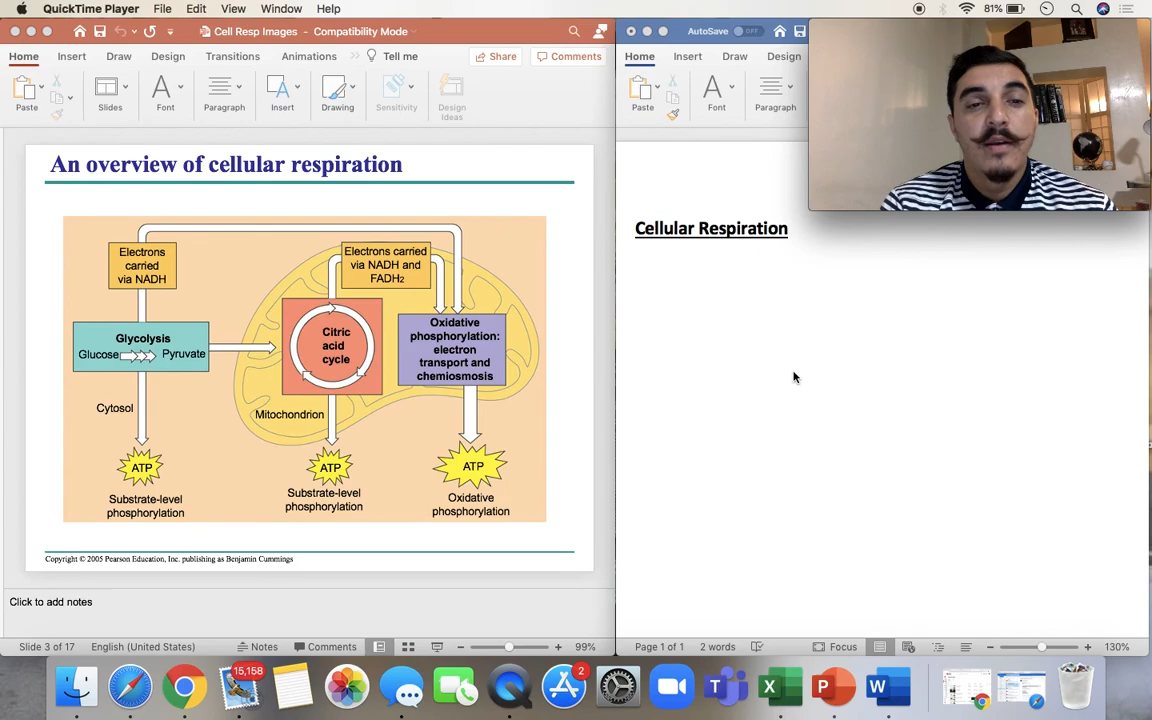 QuickTime Player File Edit View Window Help 81%
Cell Resp Images - Compatibility Mode
Home Insert Draw Design Transitions Animations Tell me Share Comments
Paste Slides Font Paragraph Insert Drawing Sensitivity Design
Ideas
An overview of cellular respiration
Electrons
carried
via NADH
Electrons carried
via NADH and
FADH2
Glycolysis
Glucose Pyruvate
Citric
acid
cycle
Oxidative
phosphorylation:
electron
transport and
chemiosmosis
Cytosol
Mitochondrion
ATP
ATP
ATP
Substrate-level
phosphorylation
Substrate-level
phosphorylation
Oxidative
phosphorylation
Copyright © 2005 Pearson Education, Inc. publishing as Benjamin Cummings
Click to add notes
Slide 3 of 17 English (United States) Notes Comments 99%
AutoSave OFF
Home Insert Draw Design
Paste Font Paragraph
Cellular Respiration
Page 1 of 1 2 words Focus 130%
15,158
2
T
X
P
W